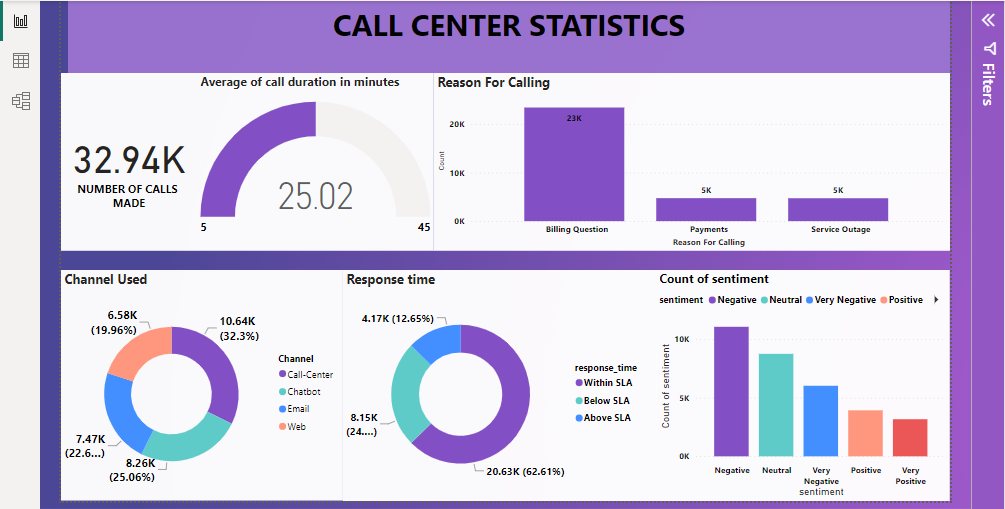 CALL CENTER STATISTICS
Filters
32.94K
NUMBER OF CALLS
MADE
Average of call duration in minutes
25.02
5
45
Reason For Calling
Count
20K
10K
0K
23K
5K
5K
Billing Question
Payments
Service Outage
Reason For Calling
Channel Used
6.58K
(19.96%)
10.64K
(32.3%)
7.47K
(22.6...)
8.26K
(25.06%)
Channel
Call-Center
Chatbot
Email
Web
Response time
4.17K (12.65%)
8.15K
(24....)
20.63K (62.61%)
response_time
Within SLA
Below SLA
Above SLA
Count of sentiment
sentiment Negative Neutral Very Negative Positive
Count of sentiment
10K
5K
0K
Negative
Neutral
Very
Negative
Positive
Very
Positive
sentiment